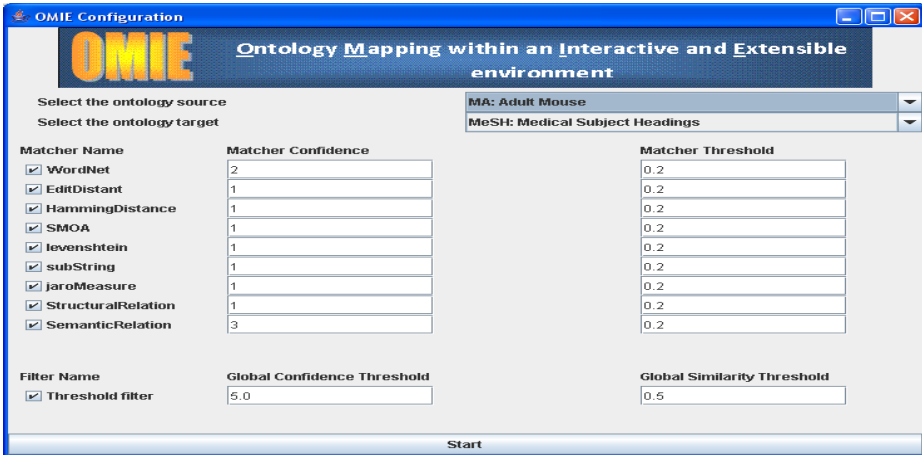 OMIE Configuration
OMIE
Ontology Mapping within an Interactive and Extensible
environment
Select the ontology source MA: Adult Mouse
Select the ontology target MeSH: Medical Subject Headings
Matcher Name Matcher Confidence Matcher Threshold
WordNet 2 0.2
EditDistant 1 0.2
HammingDistance 1 0.2
SMOA 1 0.2
levenshtein 1 0.2
subString 1 0.2
jaroMeasure 1 0.2
StructuralRelation 1 0.2
SemanticRelation 3 0.2
Filter Name Global Confidence Threshold Global Similarity Threshold
Threshold filter 5.0 0.5
Start